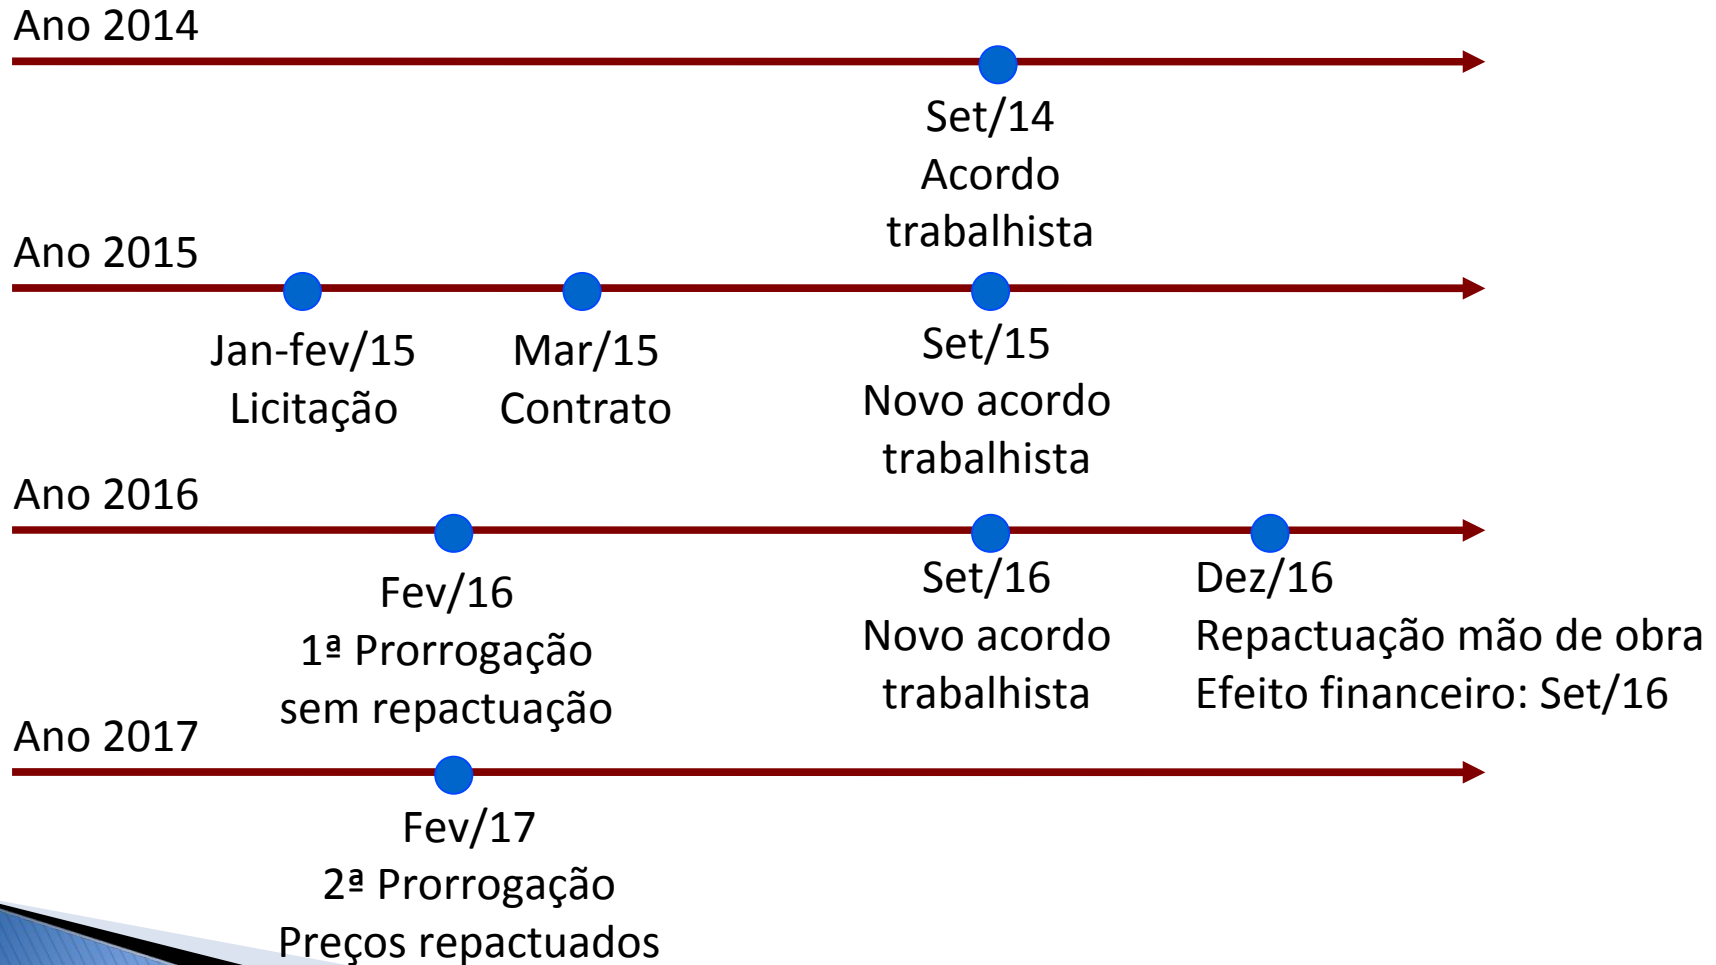 Ano 2014
Set/14
Acordo
trabalhista
Ano 2015
Jan-fev/15
Licitação
Mar/15
Contrato
Set/15
Novo acordo
trabalhista
Ano 2016
Fev/16
1ª Prorrogação
sem repactuação
Set/16
Novo acordo
trabalhista
Dez/16
Repactuação mão de obra
Efeito financeiro: Set/16
Ano 2017
Fev/17
2ª Prorrogação
Preços repactuados